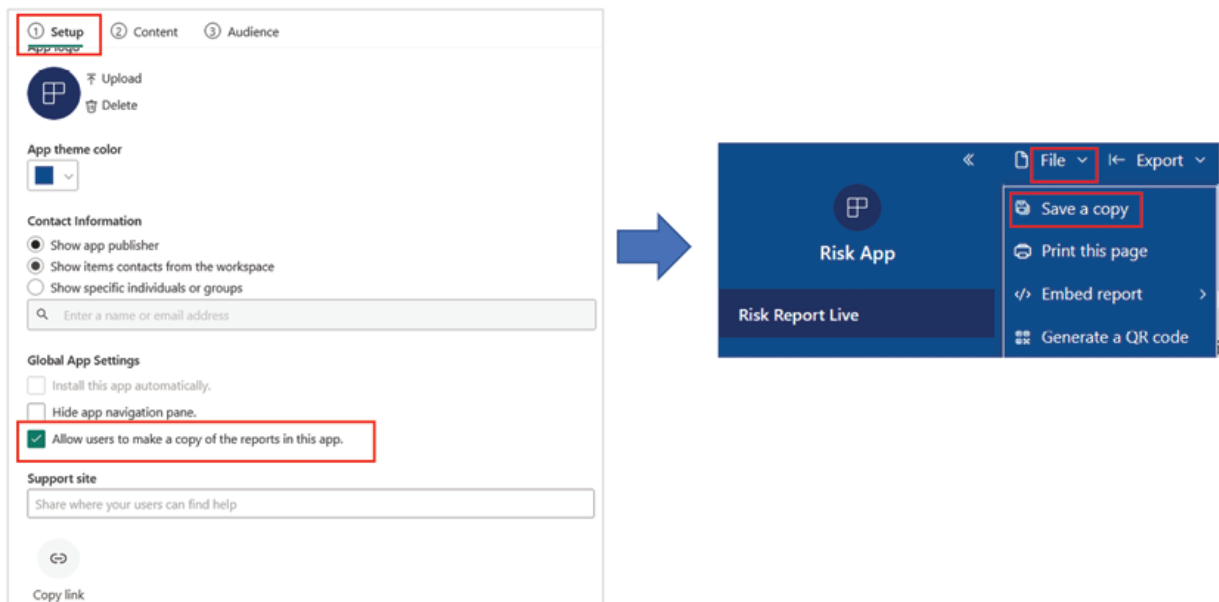 1 Setup 2 Content 3 Audience
App logo
Upload
Delete
App theme color
Contact Information
Show app publisher
Show items contacts from the workspace
Show specific individuals or groups
Enter a name or email address
Global App Settings
Install this app automatically.
Hide app navigation pane.
Allow users to make a copy of the reports in this app.
Support site
Share where your users can find help
Copy link
File Export
Save a copy
Risk App
Print this page
Embed report
Risk Report Live
Generate a QR code